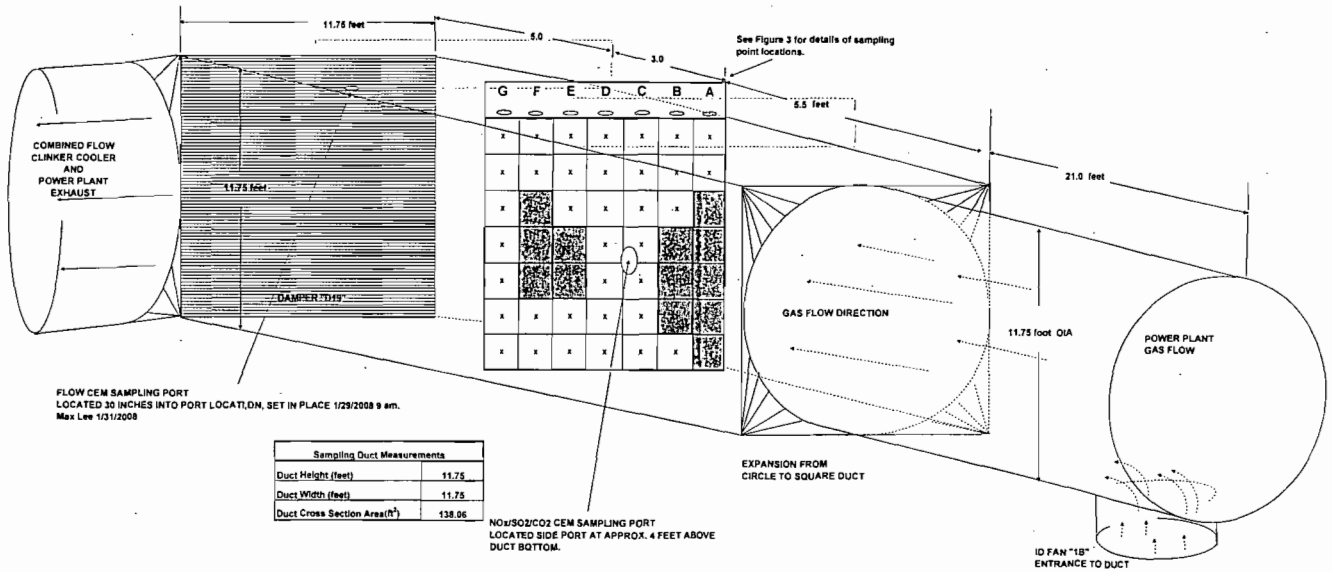 11.75 feet
5.0
3.0
See Figure 3 for details of sampling
point locations.
5.5 feet
21.0 feet
G F E D C B A
x x x x x x x
x x x x x x x
x x x x x
x x x
x x x
x x x x x
x x x x x x
COMBINED FLOW
CLINKER COOLER
AND
POWER PLANT
EXHAUST
11.75 feet
DAMPER "D19"
GAS FLOW DIRECTION
11.75 foot DIA
POWER PLANT
GAS FLOW
FLOW CEM SAMPLING PORT
LOCATED 30 INCHES INTO PORT LOCATI,DN, SET IN PLACE 1/29/2008 9 am.
Max Lee 1/31/2008
Sampling Duct Measurements
Duct Height (feet) 11.75
Duct Width (feet) 11.75
Duct Cross Section Area(ft²) 138.06
NOx/SO2/CO2 CEM SAMPLING PORT
LOCATED SIDE PORT AT APPROX. 4 FEET ABOVE
DUCT BOTTOM.
EXPANSION FROM
CIRCLE TO SQUARE DUCT
ID FAN "1B"
ENTRANCE TO DUCT